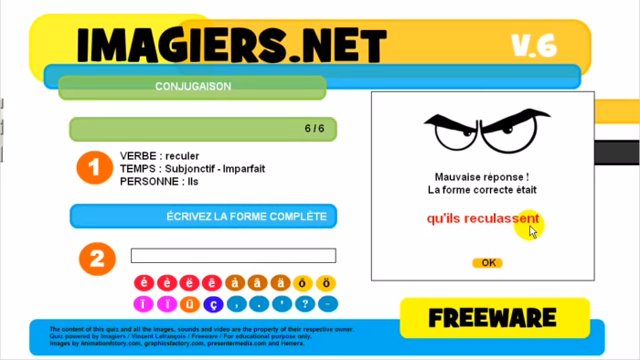 IMAGIERS.NET
V.6
CONJUGAISON
6 / 6
1
VERBE : reculer
TEMPS : Subjonctif - Imparfait
PERSONNE : Ils
ÉCRIVEZ LA FORME COMPLÈTE
2
Mauvaise réponse !
La forme correcte était
qu'ils reculassent
OK
FREEWARE
The content of this quiz and all the images, sounds and video are the property of their respective owner.
Quiz powered by Imagiers / Vincent Lefrançois / Freeware / For educational purpose only.
Images by Animationfactory.com, graphicsfactory.com, presentermedia.com and Hemera.